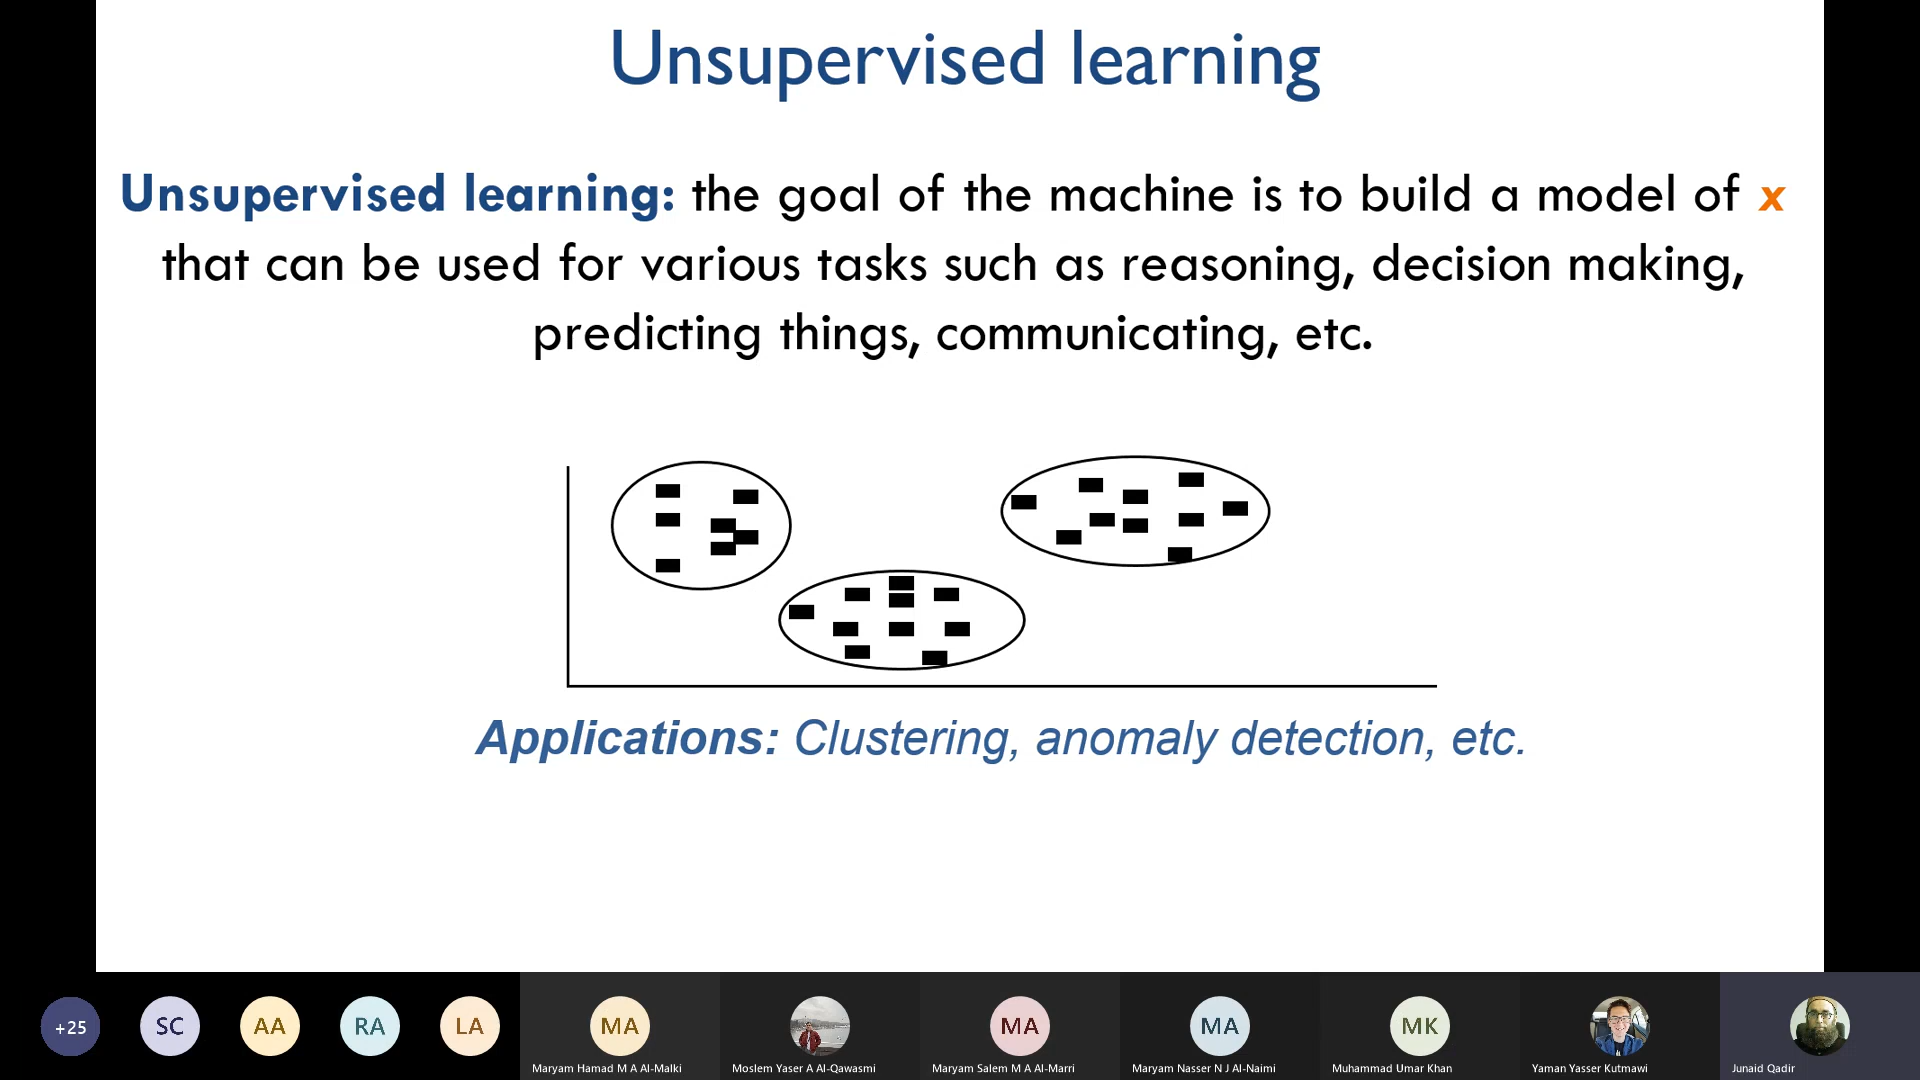 Unsupervised learning
Unsupervised learning: the goal of the machine is to build a model of x
that can be used for various tasks such as reasoning, decision making,
predicting things, communicating, etc.
Applications: Clustering, anomaly detection, etc.
+25
SC
AA
RA
LA
MA
MA
MA
MK
Maryam Hamad M A Al-Malki
Moslem Yaser A Al-Qawasmi
Maryam Salem M A Al-Marri
Maryam Nasser N J Al-Naimi
Muhammad Umar Khan
Yaman Yasser Kutmawi
Junaid Qadir